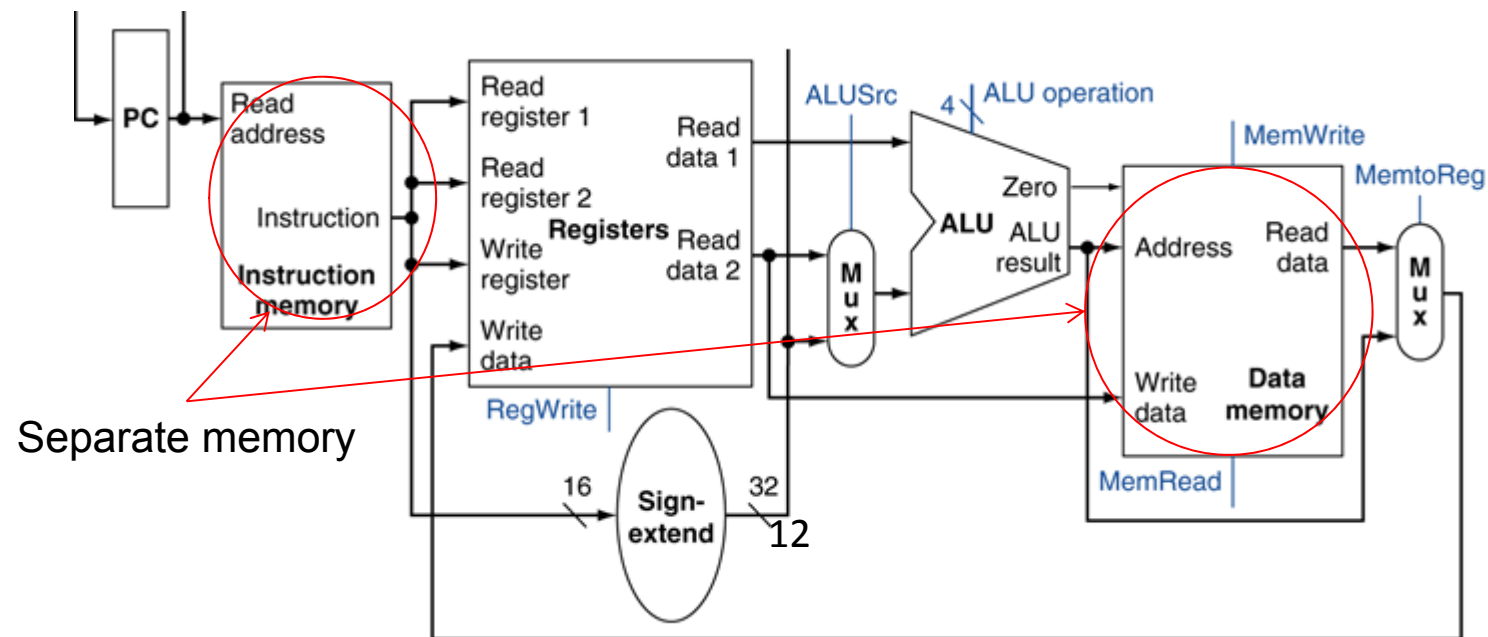 PC
Read
address
Instruction
Instruction
memory
Read
register 1
Read
register 2
Write
register
Write
data
Registers
Read
data 1
Read
data 2
RegWrite
16
Sign-
extend
32
12
ALUSrc
M
u
x
4
ALU operation
Zero
ALU
ALU
result
MemWrite
Address
Read
data
Write
data
Data
memory
MemRead
MemtoReg
M
u
x
Separate memory